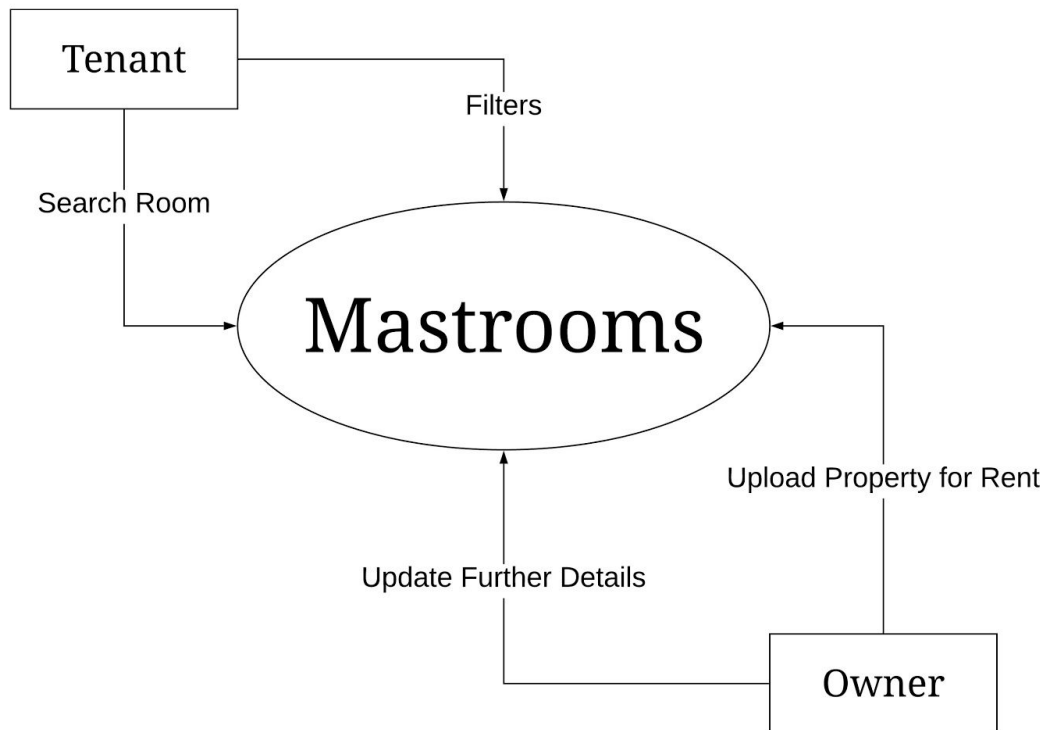 Tenant
Filters
Search Room
Mastrooms
Upload Property for Rent
Update Further Details
Owner